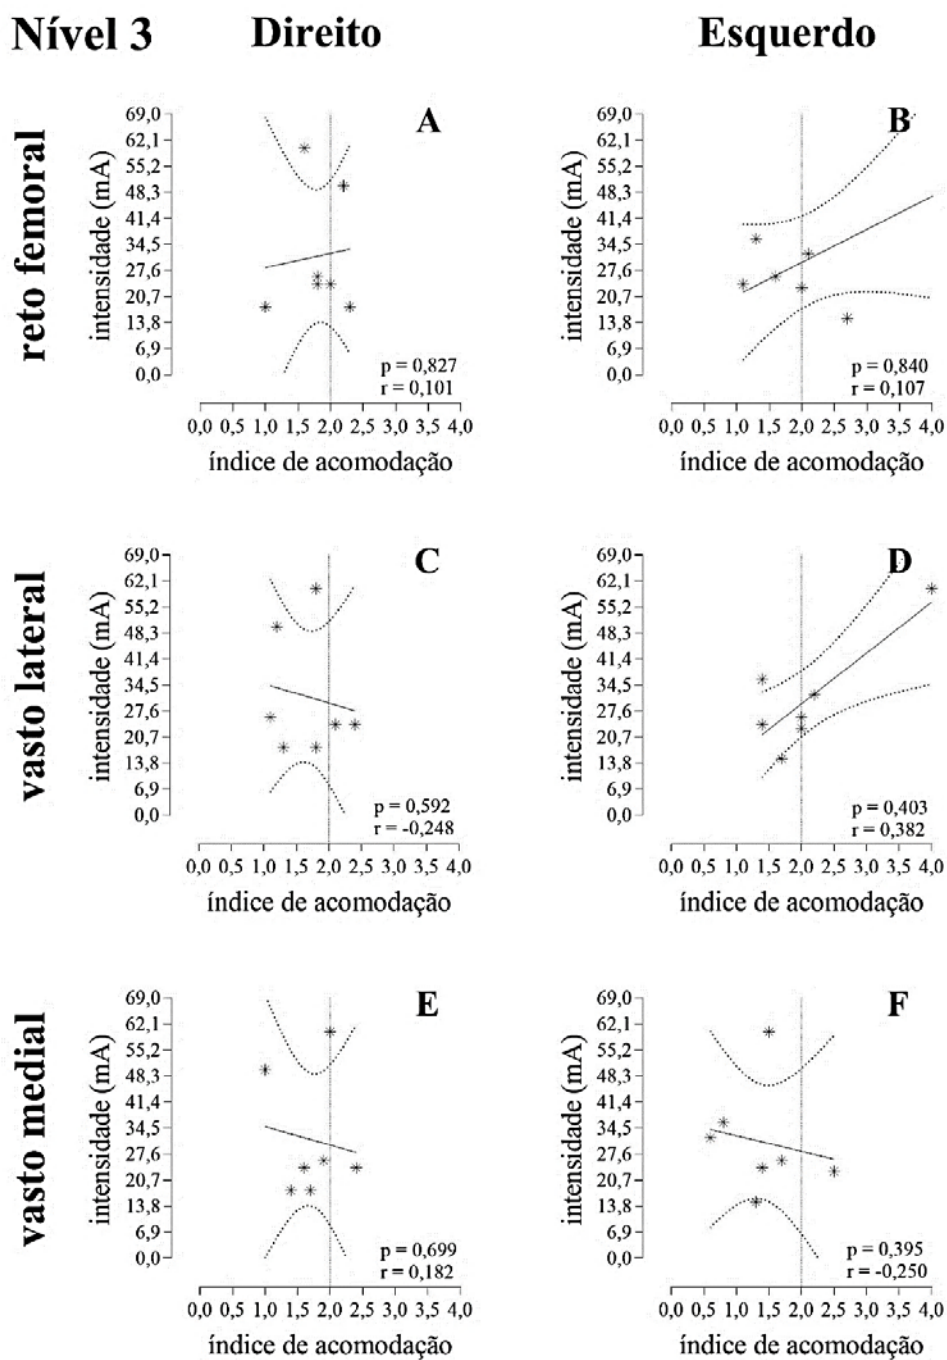 Nível 3 Direito Esquerdo
reto femoral
A
intensidade (mA)
69,0
62,1
55,2
48,3
41,4
34,5
27,6
20,7
13,8
6,9
0,0
p = 0,827
r = 0,101
0,0 0,5 1,0 1,5 2,0 2,5 3,0 3,5 4,0
índice de acomodação
B
intensidade (mA)
69,0
62,1
55,2
48,3
41,4
34,5
27,6
20,7
13,8
6,9
0,0
p = 0,840
r = 0,107
0,0 0,5 1,0 1,5 2,0 2,5 3,0 3,5 4,0
índice de acomodação
vasto lateral
C
intensidade (mA)
69,0
62,1
55,2
48,3
41,4
34,5
27,6
20,7
13,8
6,9
0,0
p = 0,592
r = -0,248
0,0 0,5 1,0 1,5 2,0 2,5 3,0 3,5 4,0
índice de acomodação
D
intensidade (mA)
69,0
62,1
55,2
48,3
41,4
34,5
27,6
20,7
13,8
6,9
0,0
p = 0,403
r = 0,382
0,0 0,5 1,0 1,5 2,0 2,5 3,0 3,5 4,0
índice de acomodação
vasto medial
E
intensidade (mA)
69,0
62,1
55,2
48,3
41,4
34,5
27,6
20,7
13,8
6,9
0,0
p = 0,699
r = 0,182
0,0 0,5 1,0 1,5 2,0 2,5 3,0 3,5 4,0
índice de acomodação
F
intensidade (mA)
69,0
62,1
55,2
48,3
41,4
34,5
27,6
20,7
13,8
6,9
0,0
p = 0,395
r = -0,250
0,0 0,5 1,0 1,5 2,0 2,5 3,0 3,5 4,0
índice de acomodação